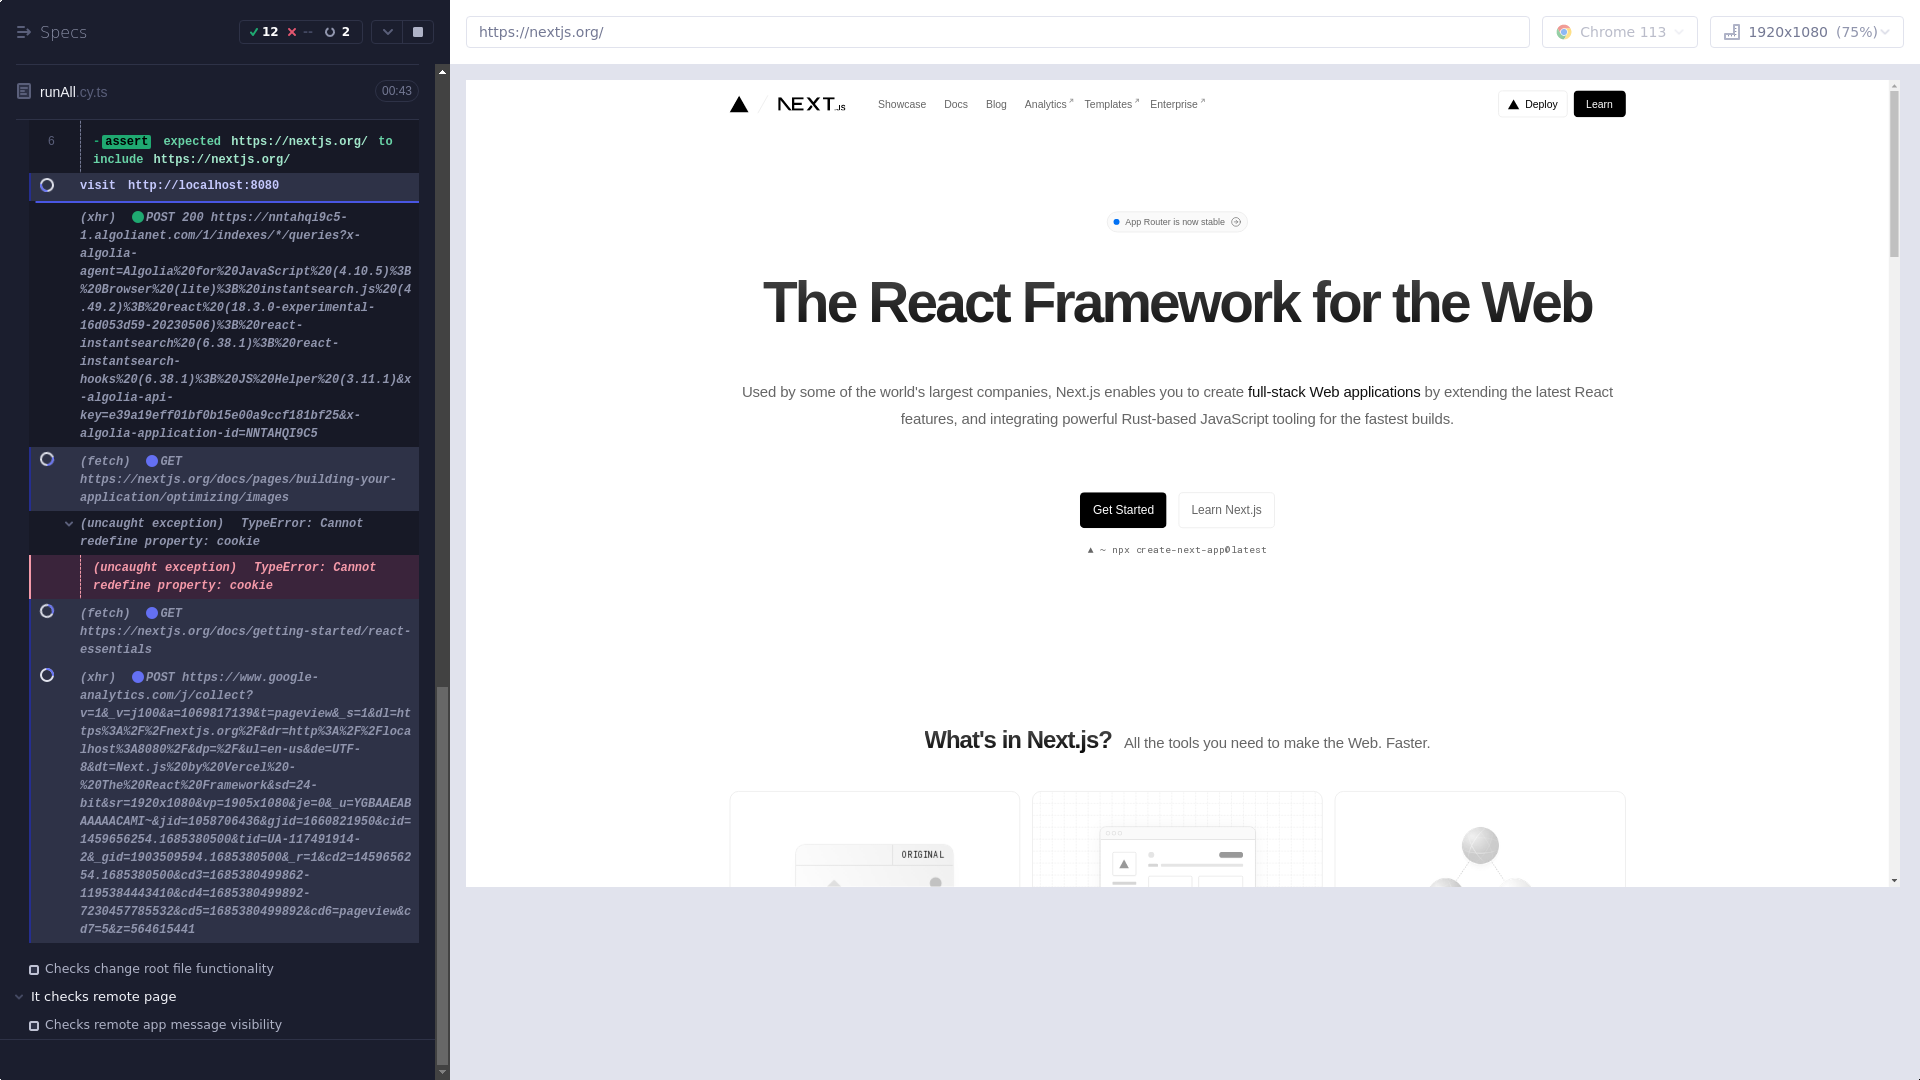 Specs
12
--
2
runAll.cy.ts
00:43
6
-assert expected https://nextjs.org/ to
include https://nextjs.org/
visit http://localhost:8080
(xhr) POST 200 https://nntahqi9c5-
1.algolianet.com/1/indexes/*/queries?x-
algolia-
agent=Algolia%20for%20JavaScript%20(4.10.5)%3B
%20Browser%20(lite)%3B%20instantsearch.js%20(4
.49.2)%3B%20react%20(18.3.0-experimental-
16d053d59-20230506)%3B%20react-
instantsearch%20(6.38.1)%3B%20react-
instantsearch-
hooks%20(6.38.1)%3B%20JS%20Helper%20(3.11.1)&x
-algolia-api-
key=e39a19eff01bf0b15e00a9ccf181bf25&x-
algolia-application-id=NNTAHQI9C5
(fetch) GET
https://nextjs.org/docs/pages/building-your-
application/optimizing/images
(uncaught exception) TypeError: Cannot
redefine property: cookie
(uncaught exception) TypeError: Cannot
redefine property: cookie
(fetch) GET
https://nextjs.org/docs/getting-started/react-
essentials
(xhr) POST https://www.google-
analytics.com/j/collect?
v=1&_v=j100&a=1069817139&t=pageview&_s=1&dl=ht
tps%3A%2F%2Fnextjs.org%2F&dr=http%3A%2F%2Floca
lhost%3A8080%2F&dp=%2F&ul=en-us&de=UTF-
8&dt=Next.js%20by%20Vercel%20-
%20The%20React%20Framework&sd=24-
bit&sr=1920x1080&vp=1905x1080&je=0&_u=YGBAAEAB
AAAAACAMI~&jid=1058706436&gjid=1660821950&cid=
1459656254.1685380500&tid=UA-117491914-
2&_gid=1903509594.1685380500&_r=1&cd2=14596562
54.1685380500&cd3=1685380499862-
1195384443410&cd4=1685380499892-
7230457785532&cd5=1685380499892&cd6=pageview&c
d7=5&z=564615441
Checks change root file functionality
It checks remote page
Checks remote app message visibility
https://nextjs.org/
Chrome 113
1920x1080 (75%)
NEXT.JS
Showcase
Docs
Blog
Analytics
Templates
Enterprise
Deploy
Learn
App Router is now stable
The React Framework for the Web
Used by some of the world's largest companies, Next.js enables you to create full-stack Web applications by extending the latest React
features, and integrating powerful Rust-based JavaScript tooling for the fastest builds.
Get Started
Learn Next.js
▲ ~ npx create-next-app@latest
What's in Next.js? All the tools you need to make the Web. Faster.
ORIGINAL